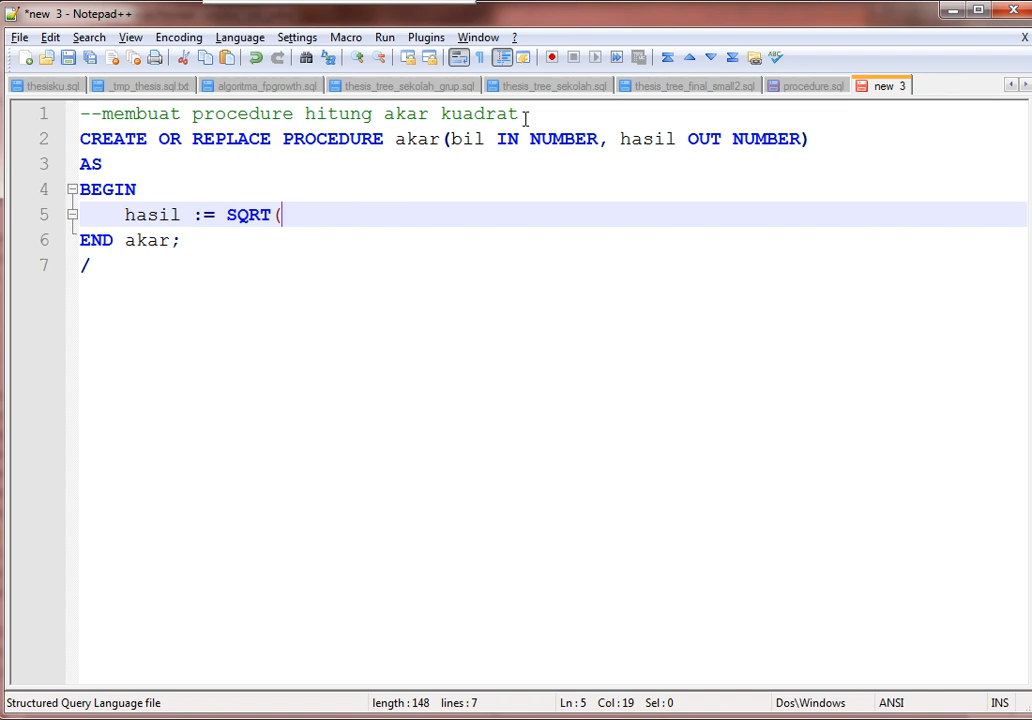 *new 3 - Notepad++
File Edit Search View Encoding Language Settings Macro Run Plugins Window ? X
thesisku.sql _tmp_thesis.sql.txt algoritma_fpgrowth.sql thesis_tree_sekolah_grup.sql thesis_tree_sekolah.sql thesis_tree_final_small2.sql procedure.sql new 3
1 --membuat procedure hitung akar kuadrat
2 CREATE OR REPLACE PROCEDURE akar(bil IN NUMBER, hasil OUT NUMBER)
3 AS
4 BEGIN
5 hasil := SQRT(
6 END akar;
7 /
Structured Query Language file length : 148 lines : 7 Ln : 5 Col : 19 Sel : 0 Dos\Windows ANSI INS